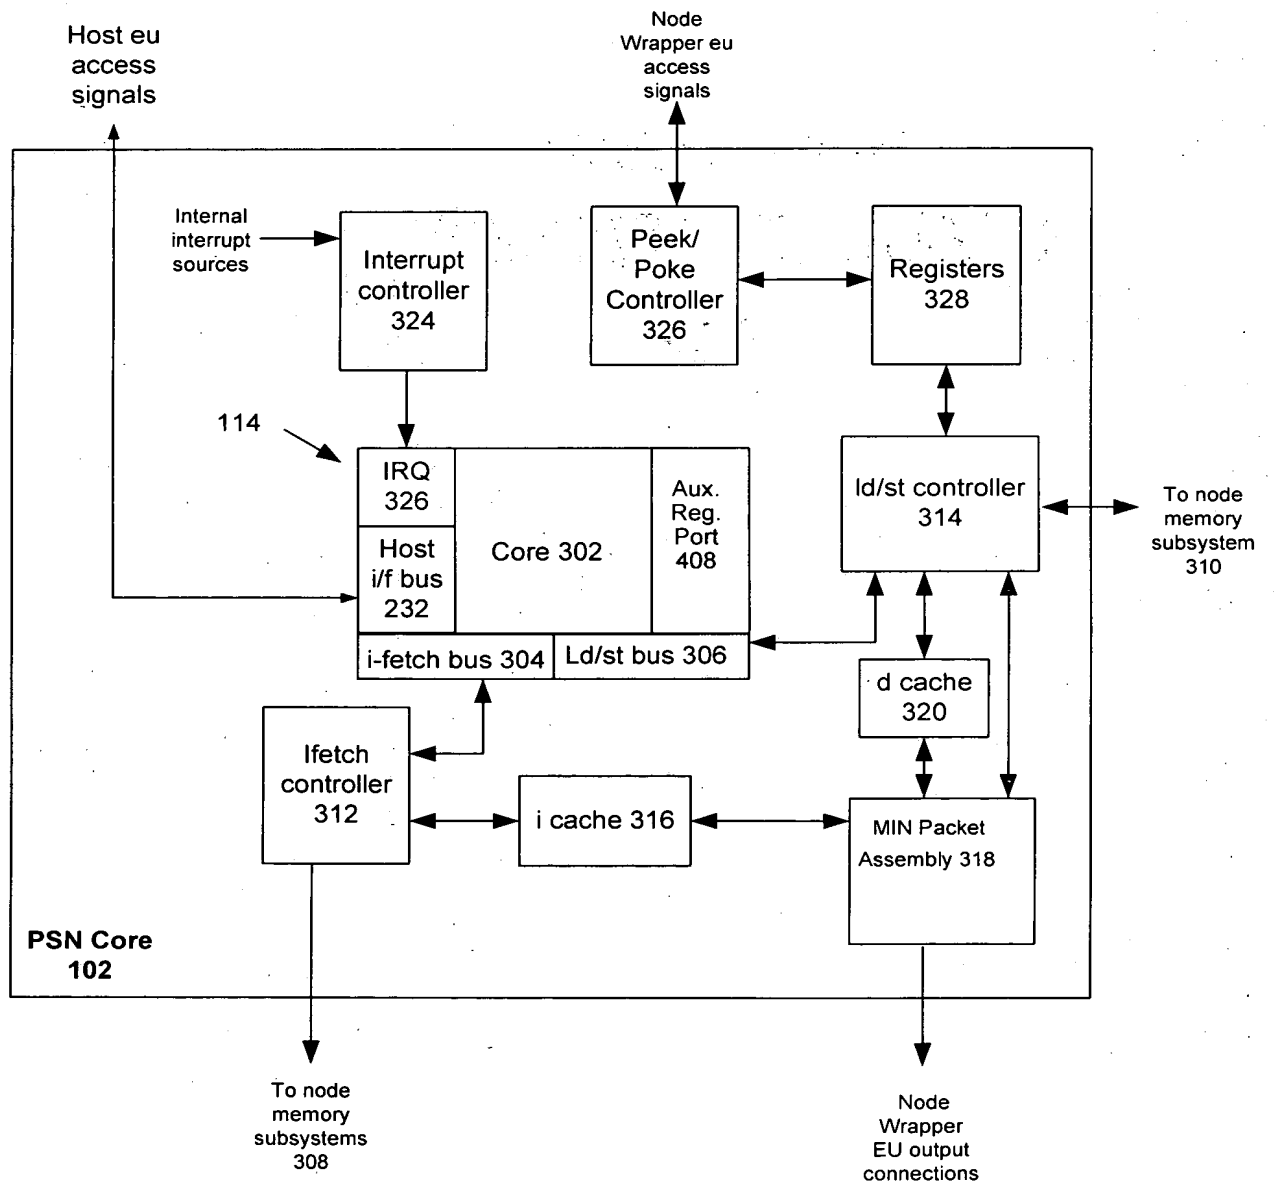 Host eu
access
signals
Node
Wrapper eu
access
signals
Internal
interrupt
sources
Interrupt
controller
324
Peek/
Poke
Controller
326
Registers
328
114
IRQ
326
Host
i/f bus
232
Core 302
Aux.
Reg.
Port
408
i-fetch bus 304
Ld/st bus 306
ld/st controller
314
To node
memory
subsystem
310
d cache
320
Ifetch
controller
312
i cache 316
MIN Packet
Assembly 318
PSN Core
102
To node
memory
subsystems
308
Node
Wrapper
EU output
connections